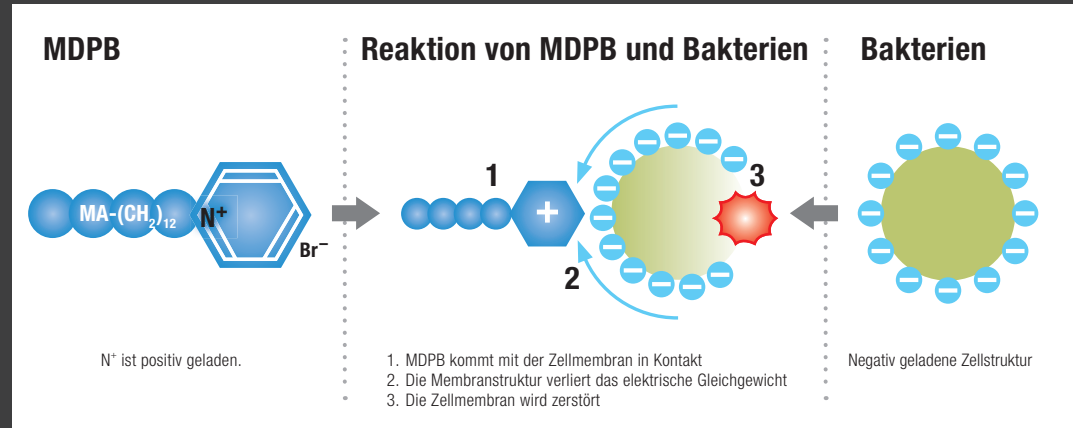 MDPB
Reaktion von MDPB und Bakterien
Bakterien
MA-(CH₂)₁₂
N⁺
Br⁻
1
+
2
3
N⁺ ist positiv geladen.
1. MDPB kommt mit der Zellmembran in Kontakt
2. Die Membranstruktur verliert das elektrische Gleichgewicht
3. Die Zellmembran wird zerstört
Negativ geladene Zellstruktur